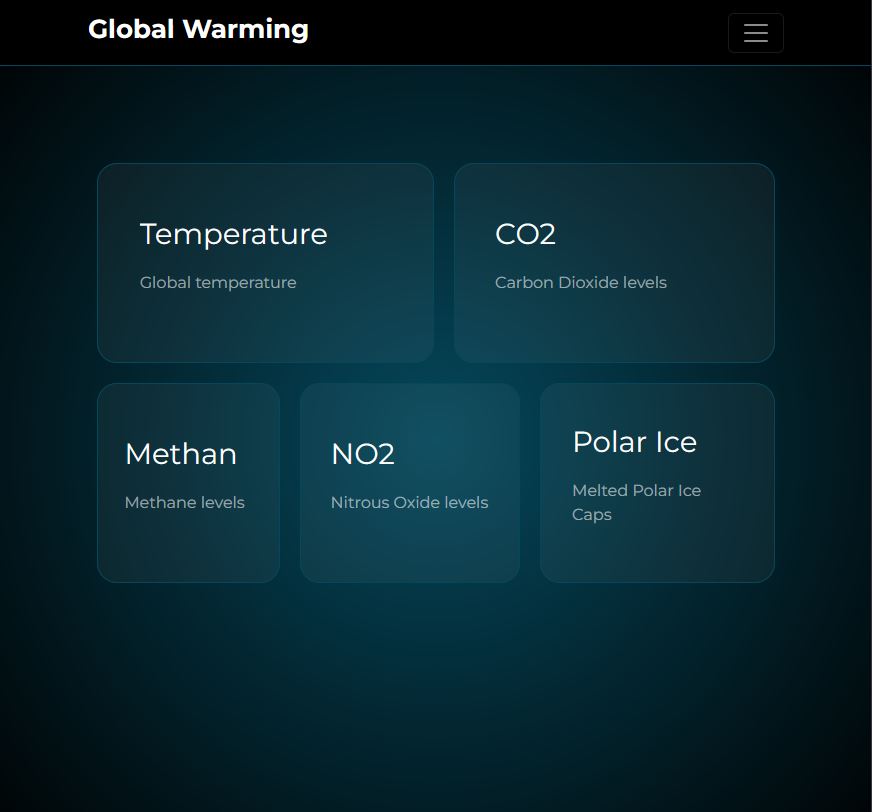 Global Warming
Temperature
Global temperature
CO2
Carbon Dioxide levels
Methan
Methane levels
NO2
Nitrous Oxide levels
Polar Ice
Melted Polar Ice
Caps